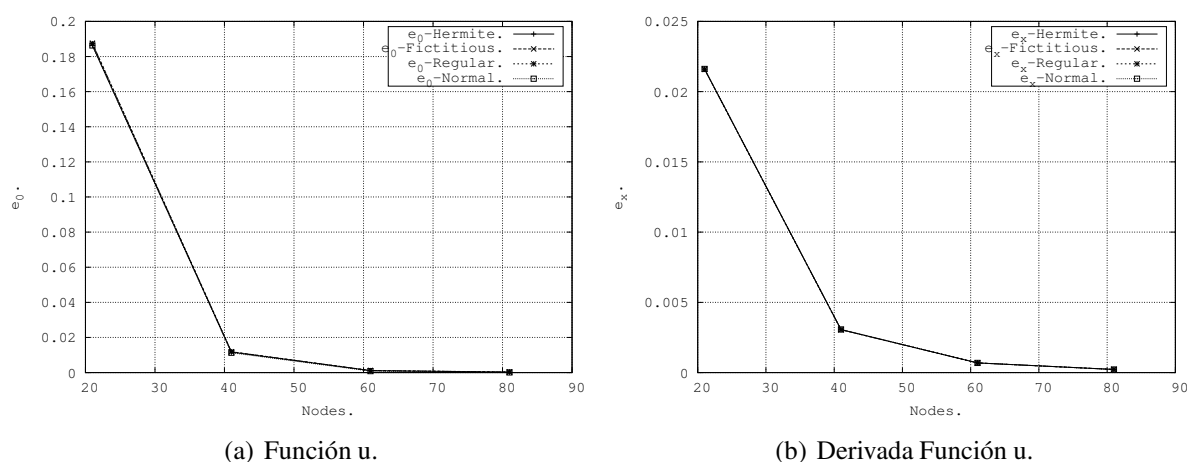 0.2
0.18
0.16
0.14
0.12
0.1
0.08
0.06
0.04
0.02
0
e0.
e0-Hermite.
e0-Fictitious.
e0-Regular.
e0-Normal.
20 30 40 50 60 70 80 90
Nodes.
(a) Función u.
0.025
0.02
0.015
0.01
0.005
0
ex.
ex-Hermite.
ex-Fictitious.
ex-Regular.
ex-Normal.
20 30 40 50 60 70 80 90
Nodes.
(b) Derivada Función u.